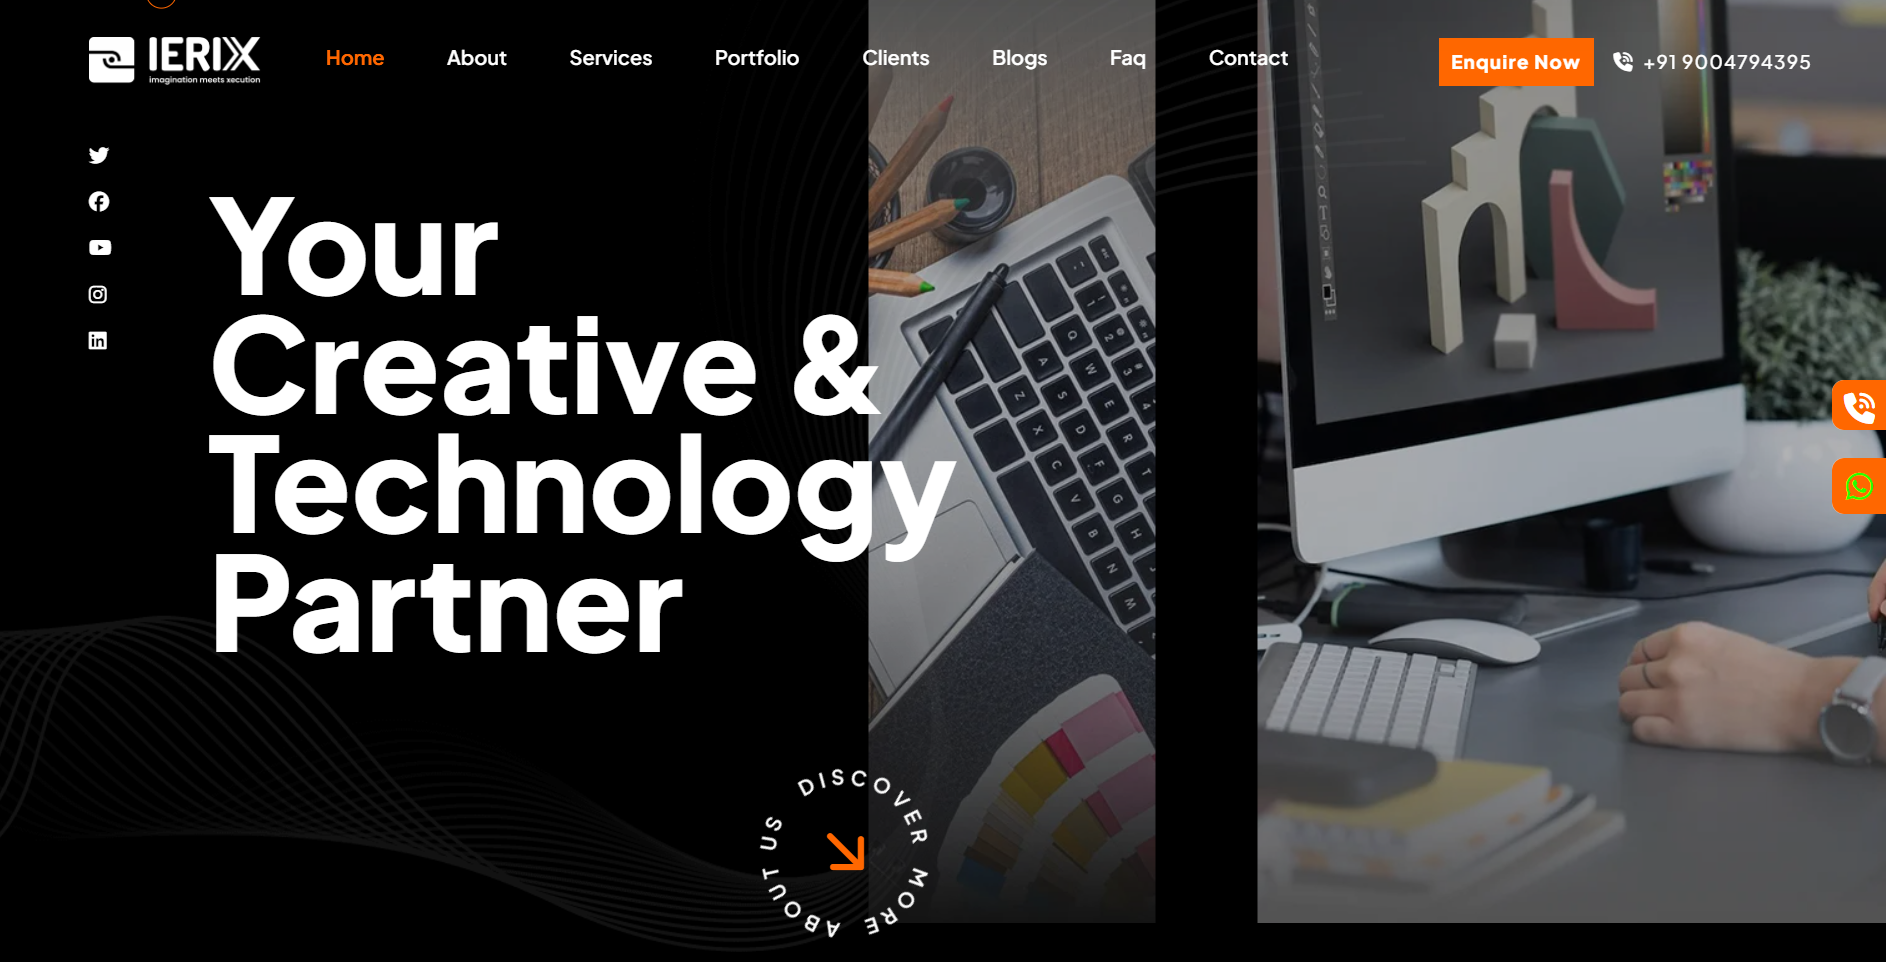 IERIX
imagination meets xecution
Home
About
Services
Portfolio
Clients
Blogs
Faq
Contact
Enquire Now
+91 9004794395
Your
Creative &
Technology
Partner
DISCOVER MORE ABOUT US